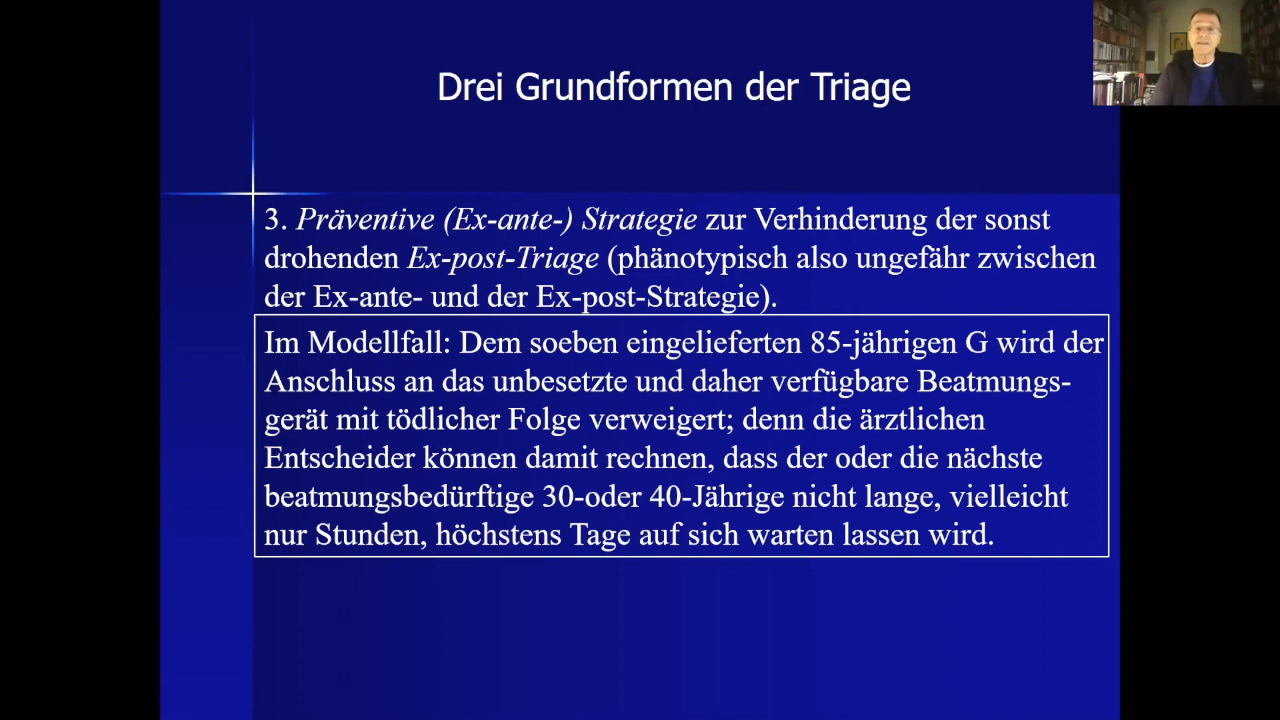 Drei Grundformen der Triage
3. Präventive (Ex-ante-) Strategie zur Verhinderung der sonst
drohenden Ex-post-Triage (phänotypisch also ungefähr zwischen
der Ex-ante- und der Ex-post-Strategie).
Im Modellfall: Dem soeben eingelieferten 85-jährigen G wird der
Anschluss an das unbesetzte und daher verfügbare Beatmungs-
gerät mit tödlicher Folge verweigert; denn die ärztlichen
Entscheider können damit rechnen, dass der oder die nächste
beatmungsbedürftige 30-oder 40-Jährige nicht lange, vielleicht
nur Stunden, höchstens Tage auf sich warten lassen wird.